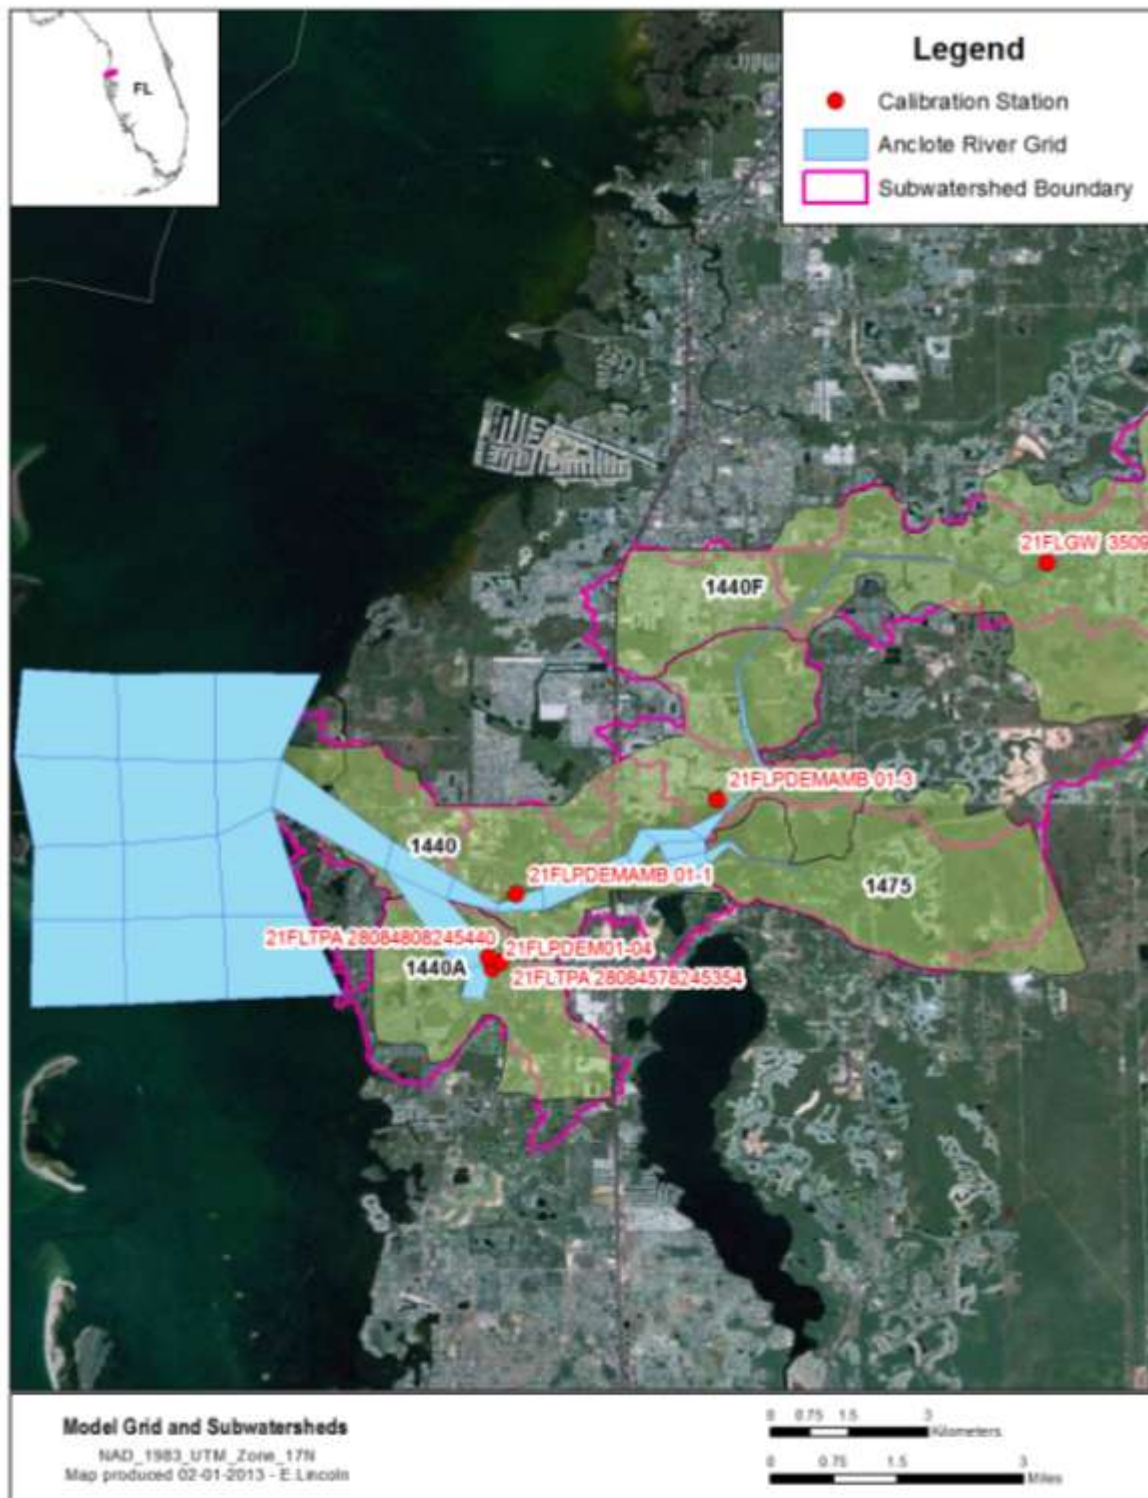 FL
Legend
Calibration Station
Anclote River Grid
Subwatershed Boundary
21FLGW 3509
1440F
21FLPDEMAMB 01-3
1440
21FLPDEMAMB 01-1
1475
21FLTPA 28084808245440
21FLPDEM01-04
1440A
21FLTPA 28084578245354
Model Grid and Subwatersheds
NAD_1983_UTM_Zone_17N
Map produced 02-01-2013 - E.Lincoln
0 0.75 1.5 3
Kilometers
0 0.75 1.5 3
Miles